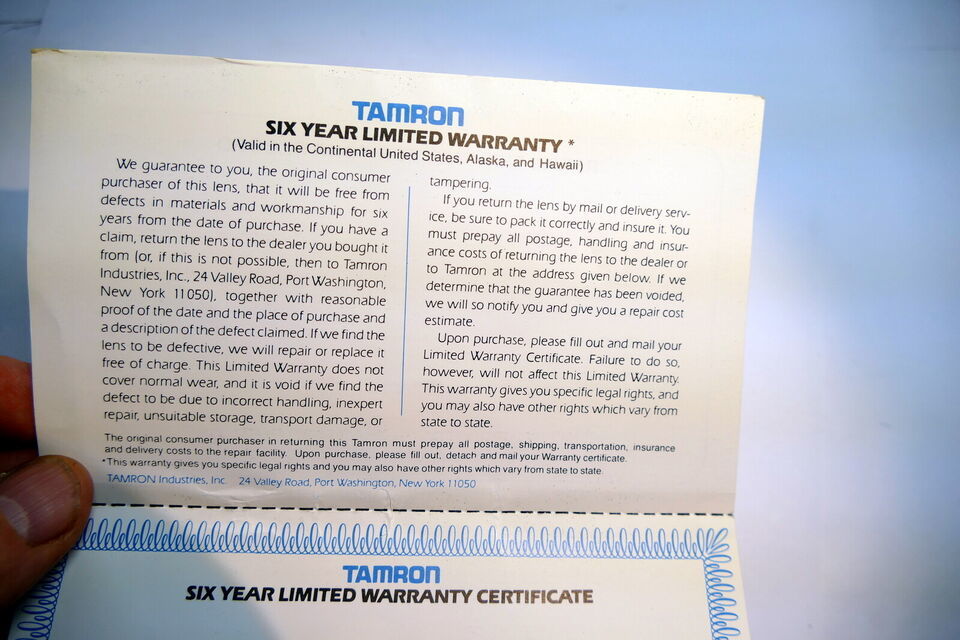 TAMRON
SIX YEAR LIMITED WARRANTY *
(Valid in the Continental United States, Alaska, and Hawaii)
We guarantee to you, the original consumer
purchaser of this lens, that it will be free from
defects in materials and workmanship for six
years from the date of purchase. If you have a
claim, return the lens to the dealer you bought it
from (or, if this is not possible, then to Tamron
Industries, Inc., 24 Valley Road, Port Washington,
New York 11050), together with reasonable
proof of the date and the place of purchase and
a description of the defect claimed. If we find the
lens to be defective, we will repair or replace it
free of charge. This Limited Warranty does not
cover normal wear, and it is void if we find the
defect to be due to incorrect handling, inexpert
repair, unsuitable storage, transport damage, or
tampering.
If you return the lens by mail or delivery serv-
ice, be sure to pack it correctly and insure it. You
must prepay all postage, handling and insur-
ance costs of returning the lens to the dealer or
to Tamron at the address given below. If we
determine that the guarantee has been voided,
we will so notify you and give you a repair cost
estimate.
Upon purchase, please fill out and mail your
Limited Warranty Certificate. Failure to do so,
however, will not affect this Limited Warranty.
This warranty gives you specific legal rights, and
you may also have other rights which vary from
state to state.
The original consumer purchaser in returning this Tamron must prepay all postage, shipping, transportation, insurance
and delivery costs to the repair facility. Upon purchase, please fill out, detach and mail your Warranty certificate.
*This warranty gives you specific legal rights and you may also have other rights which vary from state to state.
TAMRON Industries, Inc. 24 Valley Road, Port Washington, New York 11050
TAMRON
SIX YEAR LIMITED WARRANTY CERTIFICATE